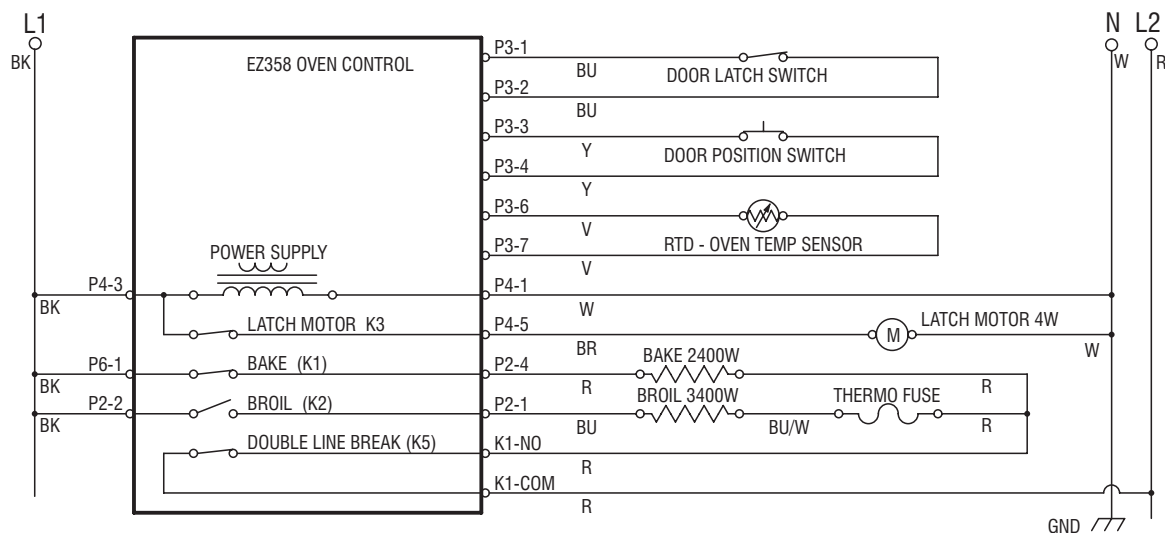 L1
N L2
BK
W
R
EZ358 OVEN CONTROL
P3-1
BU
DOOR LATCH SWITCH
P3-2
BU
P3-3
Y
DOOR POSITION SWITCH
P3-4
Y
P3-6
V
RTD - OVEN TEMP SENSOR
P3-7
V
POWER SUPPLY
P4-3
BK
P4-1
W
LATCH MOTOR K3
P4-5
BR
M
LATCH MOTOR 4W
W
P6-1
BK
BAKE (K1)
P2-4
R
BAKE 2400W
R
P2-2
BK
BROIL (K2)
P2-1
BU
BROIL 3400W
BU/W
THERMO FUSE
R
DOUBLE LINE BREAK (K5)
K1-NO
R
K1-COM
R
GND